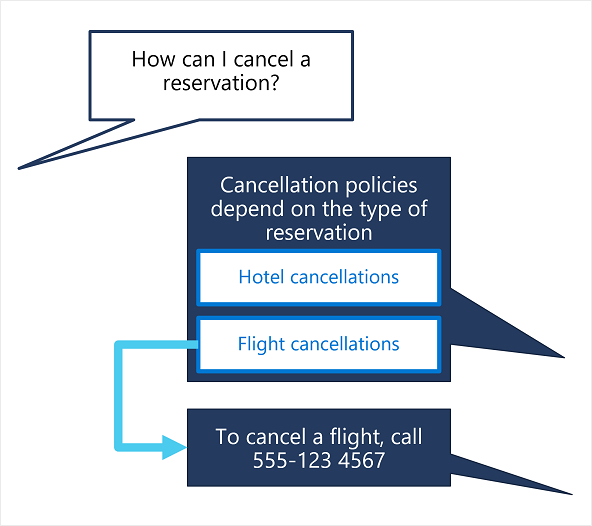 How can I cancel a
reservation?
Cancellation policies
depend on the type of
reservation
Hotel cancellations
Flight cancellations
To cancel a flight, call
555-123 4567